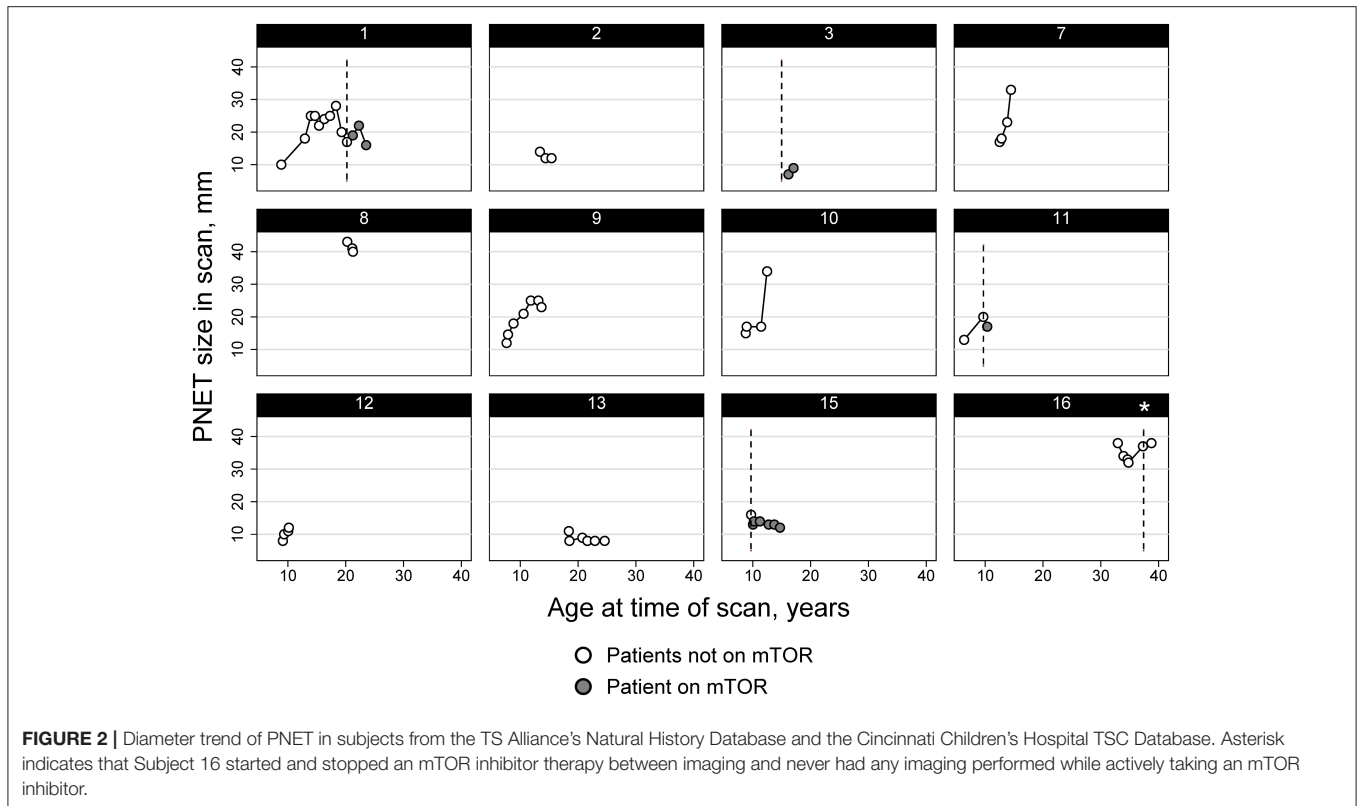 1 2 3 7
40
30
20
10
8 9 10 11
40
30
20
10
12 13 15 16 *
40
30
20
10
PNET size in scan, mm
10 20 30 40 10 20 30 40 10 20 30 40 10 20 30 40
Age at time of scan, years
Patients not on mTOR
Patient on mTOR
FIGURE 2 | Diameter trend of PNET in subjects from the TS Alliance’s Natural History Database and the Cincinnati Children’s Hospital TSC Database. Asterisk
indicates that Subject 16 started and stopped an mTOR inhibitor therapy between imaging and never had any imaging performed while actively taking an mTOR
inhibitor.